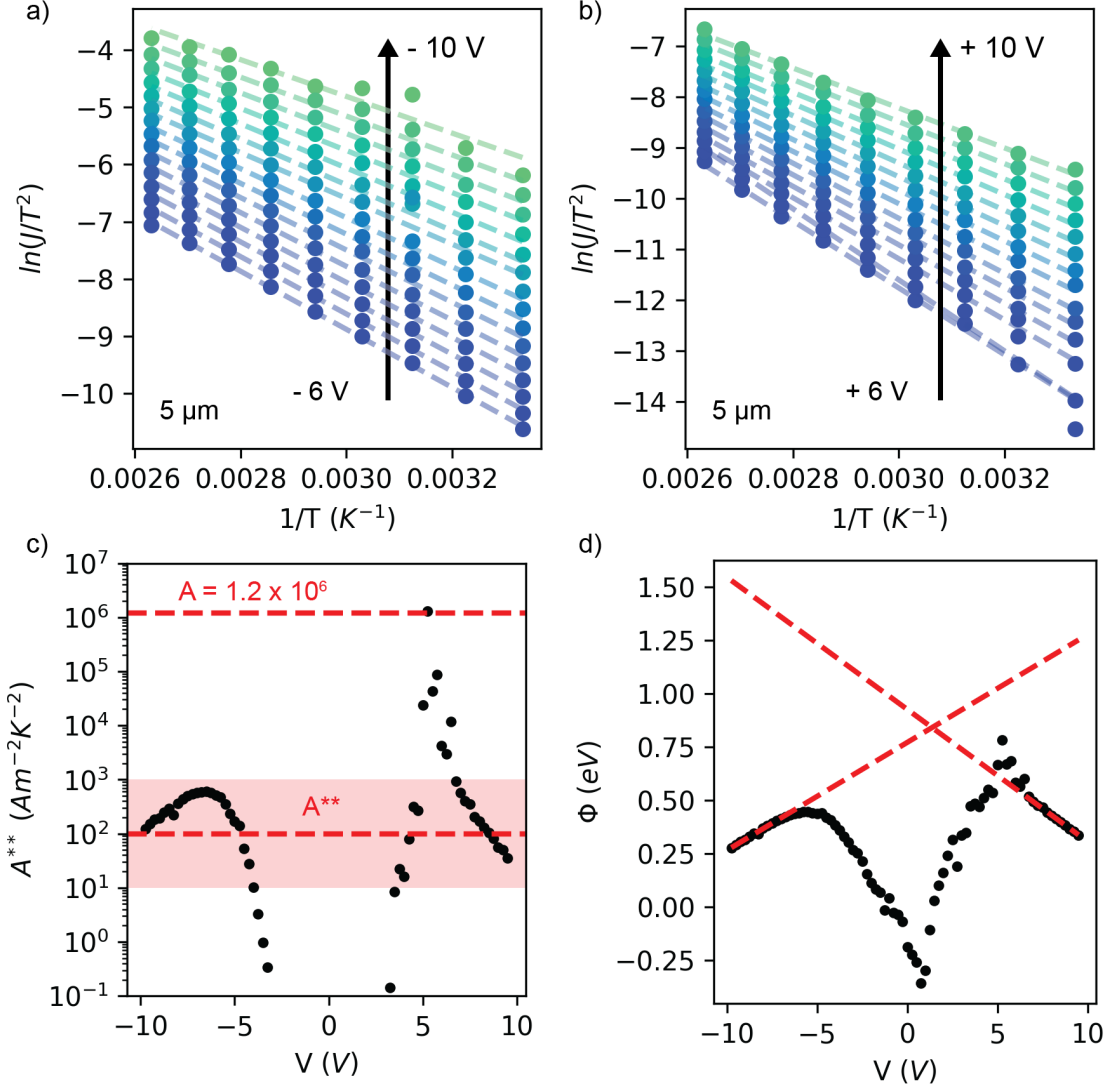 a)
−4
−5
−6
−7
−8
−9
−10
ln(J/T²)
- 10 V
- 6 V
5 µm
0.0026 0.0028 0.0030 0.0032
1/T (K⁻¹)
b)
−7
−8
−9
−10
−11
−12
−13
−14
ln(J/T²)
+ 10 V
+ 6 V
5 µm
0.0026 0.0028 0.0030 0.0032
1/T (K⁻¹)
c)
10⁷
10⁶
10⁵
10⁴
10³
10²
10¹
10⁰
10⁻¹
A** (Am⁻²K⁻²)
A = 1.2 x 10⁶
A**
−10 −5 0 5 10
V (V)
d)
1.50
1.25
1.00
0.75
0.50
0.25
0.00
−0.25
Φ (eV)
−10 −5 0 5 10
V (V)